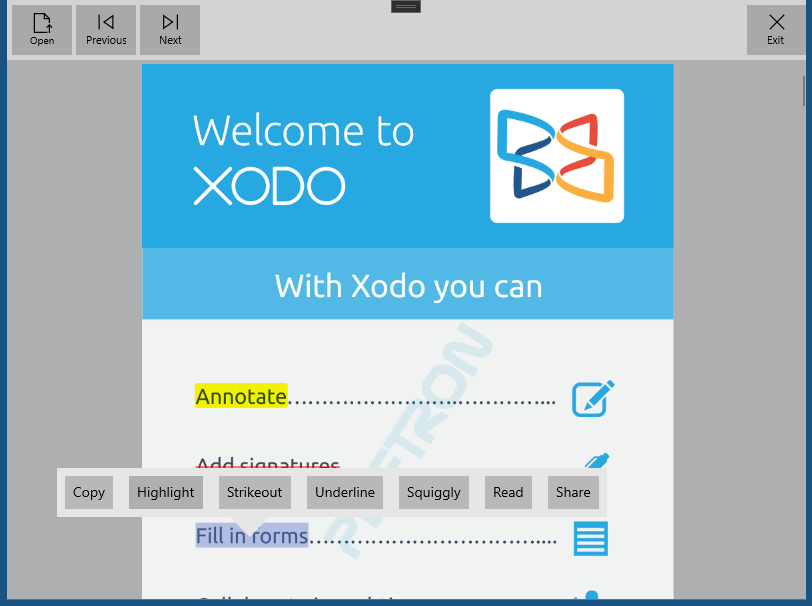 Open Previous Next Exit
Welcome to
XODO
With Xodo you can
Annotate
Add signatures
Copy Highlight Strikeout Underline Squiggly Read Share
Fill in forms